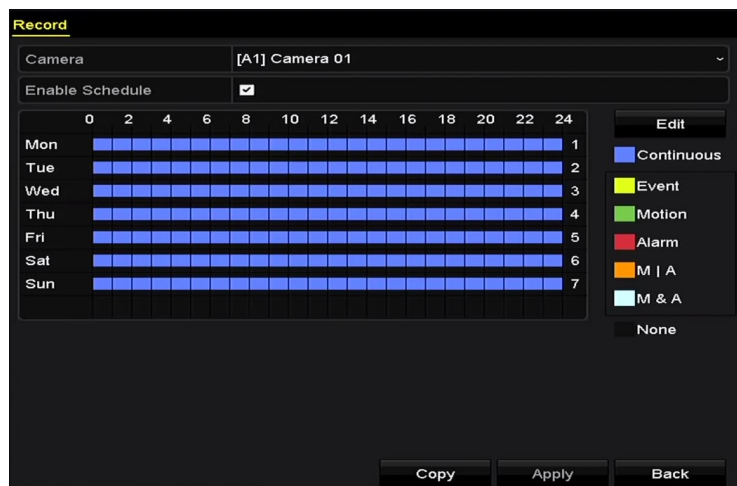 Record
Camera [A1] Camera 01
Enable Schedule
0 2 4 6 8 10 12 14 16 18 20 22 24
Edit
Mon 1
Continuous
Tue 2
Wed 3
Event
Thu 4
Motion
Fri 5
Alarm
Sat 6
M | A
Sun 7
M & A
None
Copy Apply Back